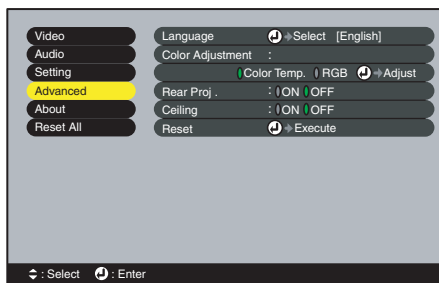 Video
Audio
Setting
Advanced
About
Reset All
Language Select [English]
Color Adjustment :
Color Temp. RGB Adjust
Rear Proj . : ON OFF
Ceiling : ON OFF
Reset Execute
: Select : Enter